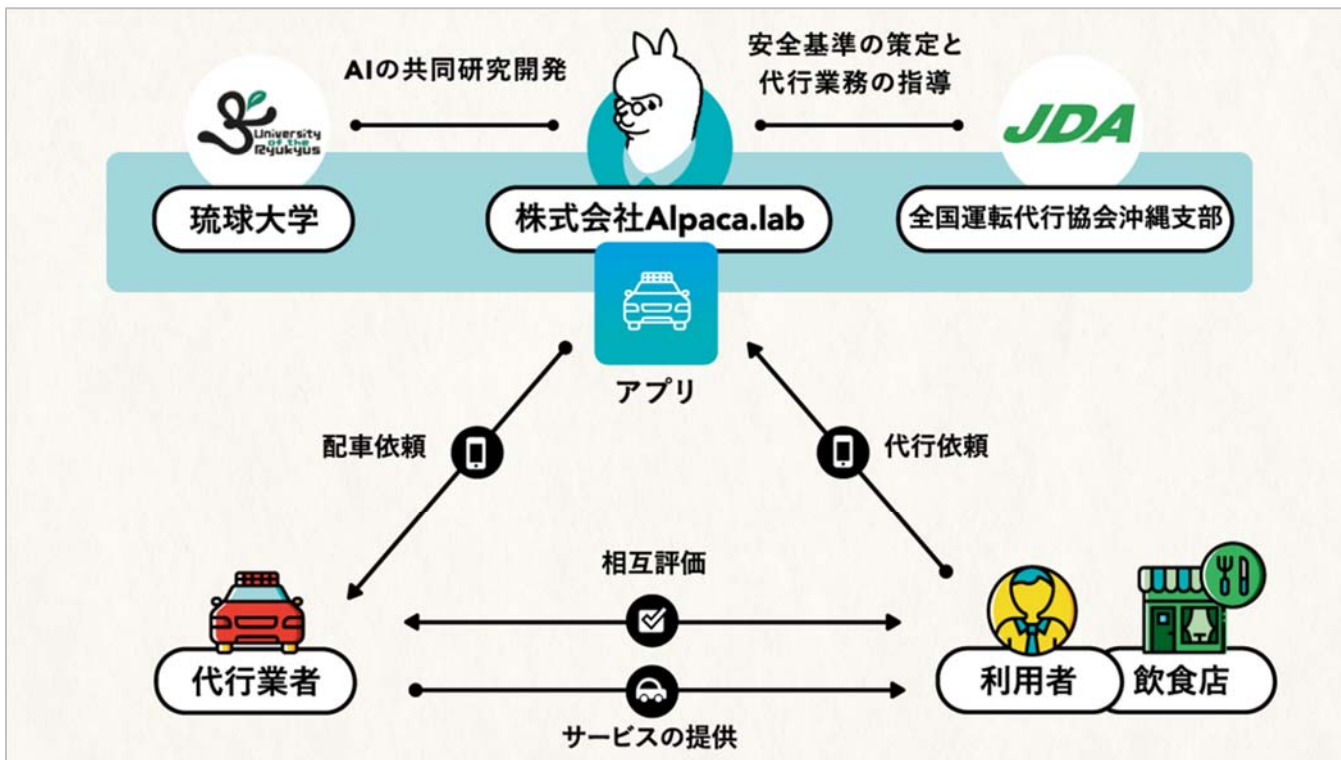 AIの共同研究開発
安全基準の策定と
代行業務の指導
University
of the
Ryukyus
JDA
琉球大学
株式会社Alpaca.lab
全国運転代行協会沖縄支部
アプリ
配車依頼
代行依頼
相互評価
代行業者
利用者
飲食店
サービスの提供